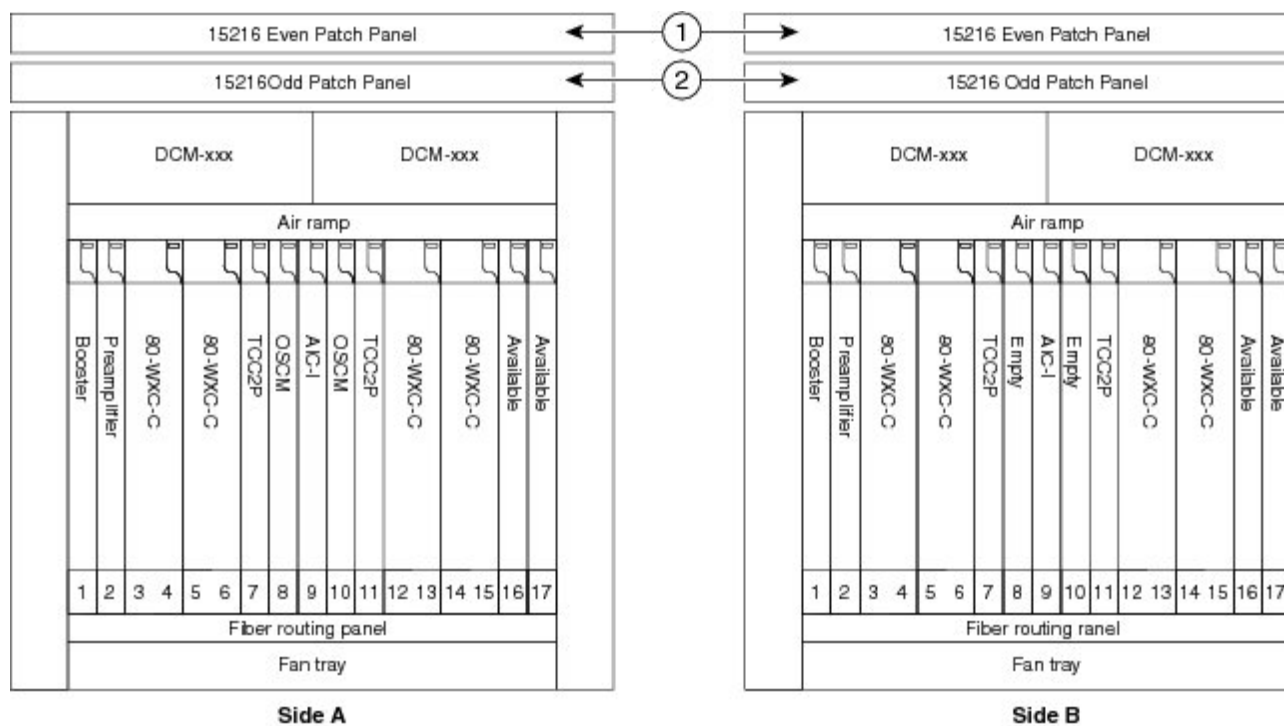 15216 Even Patch Panel 1 15216 Even Patch Panel
15216Odd Patch Panel 2 15216 Odd Patch Panel
DCM-xxx DCM-xxx DCM-xxx DCM-xxx
Air ramp Air ramp
Booster
Preamplifier
80-WXC-C
80-WXC-C
TCC2P
OSCM
AIC-I
OSCM
TCC2P
80-WXC-C
80-WXC-C
Available
Available
Booster
Preamplifier
80-WXC-C
80-WXC-C
TCC2P
Empty
AIC-I
Empty
TCC2P
80-WXC-C
80-WXC-C
Available
Available
1 2 3 4 5 6 7 8 9 10 11 12 13 14 15 16 17 1 2 3 4 5 6 7 8 9 10 11 12 13 14 15 16 17
Fiber routing panel Fiber routing ranel
Fan tray Fan tray
Side A Side B